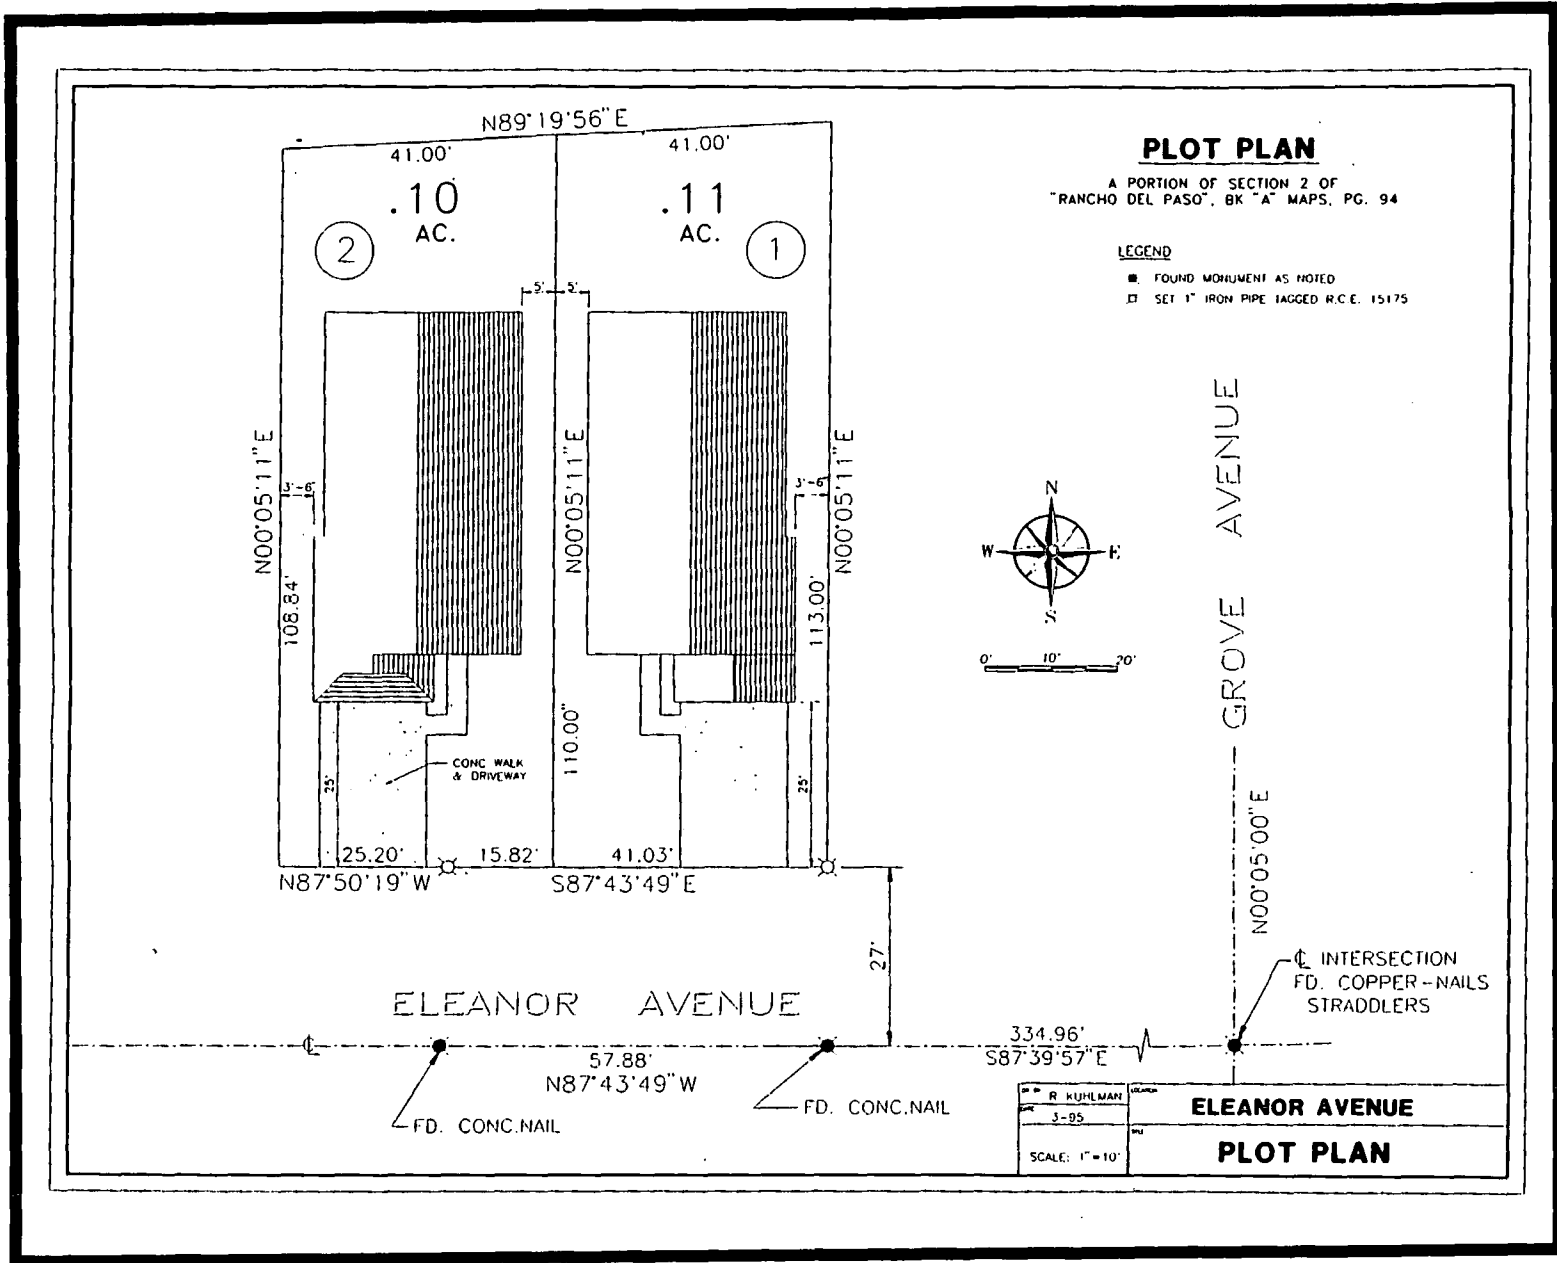 N89°19'56" E
41.00'
41.00'
.10
AC.
.11
AC.
2
1
5'
5'
PLOT PLAN
A PORTION OF SECTION 2 OF
"RANCHO DEL PASO", BK "A" MAPS, PG. 94
LEGEND
FOUND MONUMENT AS NOTED
SET 1" IRON PIPE TAGGED R.C.E. 15175
N00°05'11" E
108.84'
3'-6
N00°05'11" E
110.00"
3'-6
N00°05'11" E
113.00'
N
W
E
S
0'
10'
20'
GROVE AVENUE
N00°05'00" E
CONC WALK
& DRIVEWAY
25'
25'
25.20'
15.82'
41.03'
N87°50'19" W
S87°43'49" E
27'
ELEANOR AVENUE
℄ INTERSECTION
FD. COPPER-NAILS
STRADDLERS
℄
57.88'
N87°43'49" W
334.96'
S87°39'57" E
FD. CONC.NAIL
FD. CONC.NAIL
R KUHLMAN
3-95
SCALE: 1"=10'
ELEANOR AVENUE
PLOT PLAN